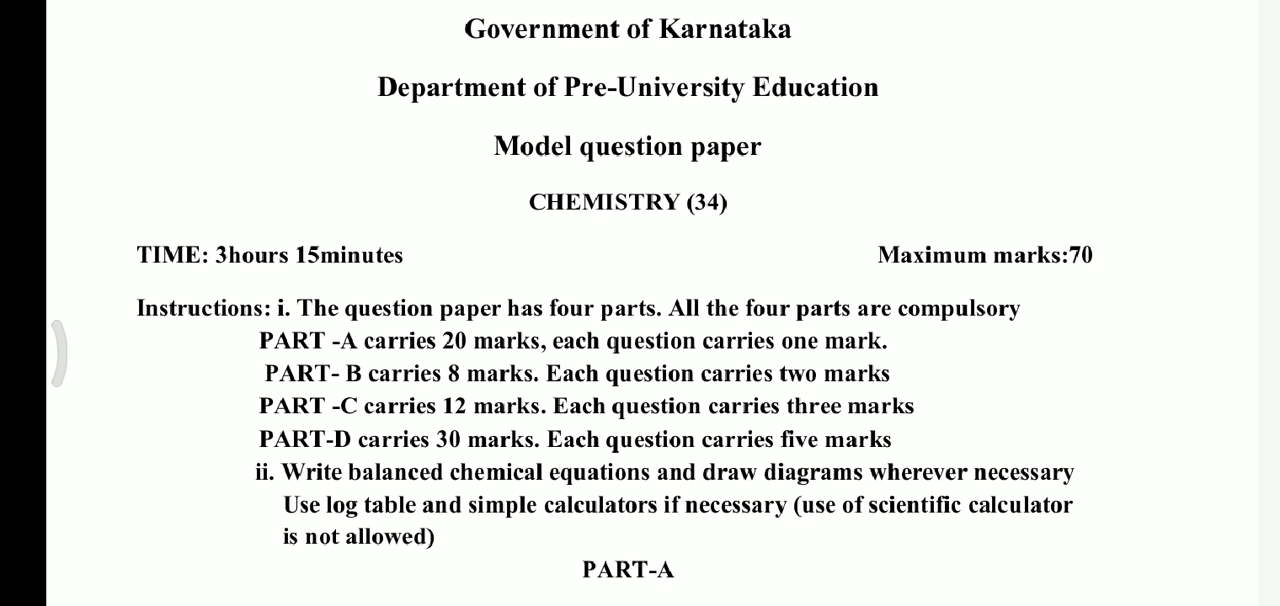 Government of Karnataka
Department of Pre-University Education
Model question paper
CHEMISTRY (34)
TIME: 3hours 15minutes Maximum marks:70
Instructions: i. The question paper has four parts. All the four parts are compulsory
PART -A carries 20 marks, each question carries one mark.
PART- B carries 8 marks. Each question carries two marks
PART -C carries 12 marks. Each question carries three marks
PART-D carries 30 marks. Each question carries five marks
ii. Write balanced chemical equations and draw diagrams wherever necessary
Use log table and simple calculators if necessary (use of scientific calculator
is not allowed)
PART-A